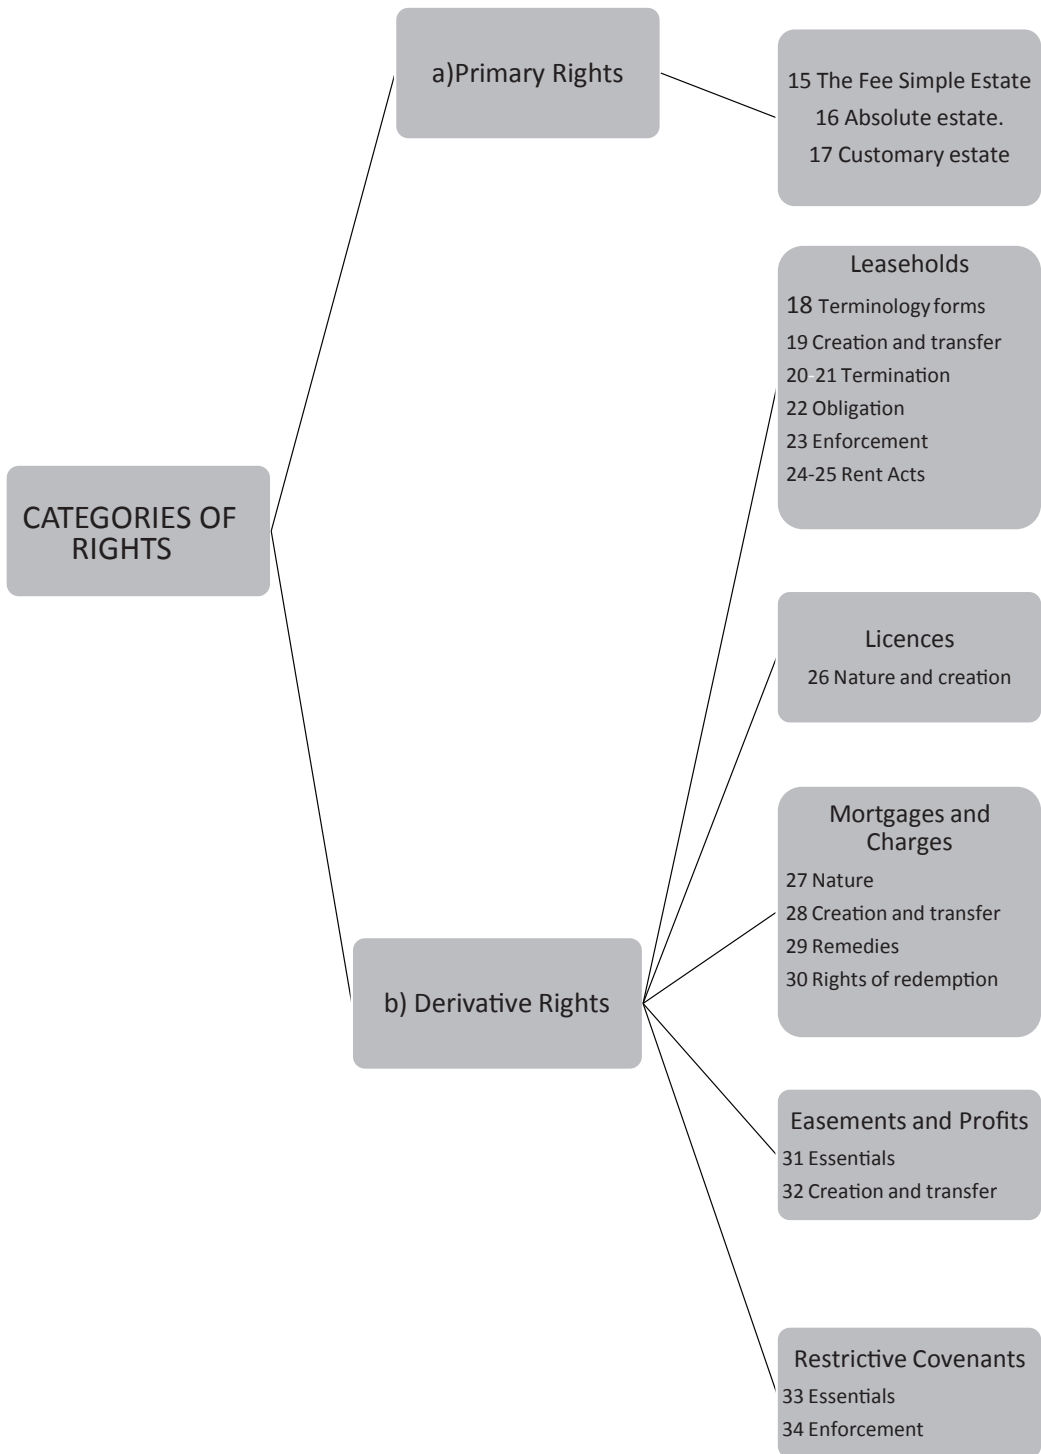 CATEGORIES OF
RIGHTS
a)Primary Rights
15 The Fee Simple Estate
16 Absolute estate.
17 Customary estate
b) Derivative Rights
Leaseholds
18 Terminology forms
19 Creation and transfer
20-21 Termination
22 Obligation
23 Enforcement
24-25 Rent Acts
Licences
26 Nature and creation
Mortgages and
Charges
27 Nature
28 Creation and transfer
29 Remedies
30 Rights of redemption
Easements and Profits
31 Essentials
32 Creation and transfer
Restrictive Covenants
33 Essentials
34 Enforcement